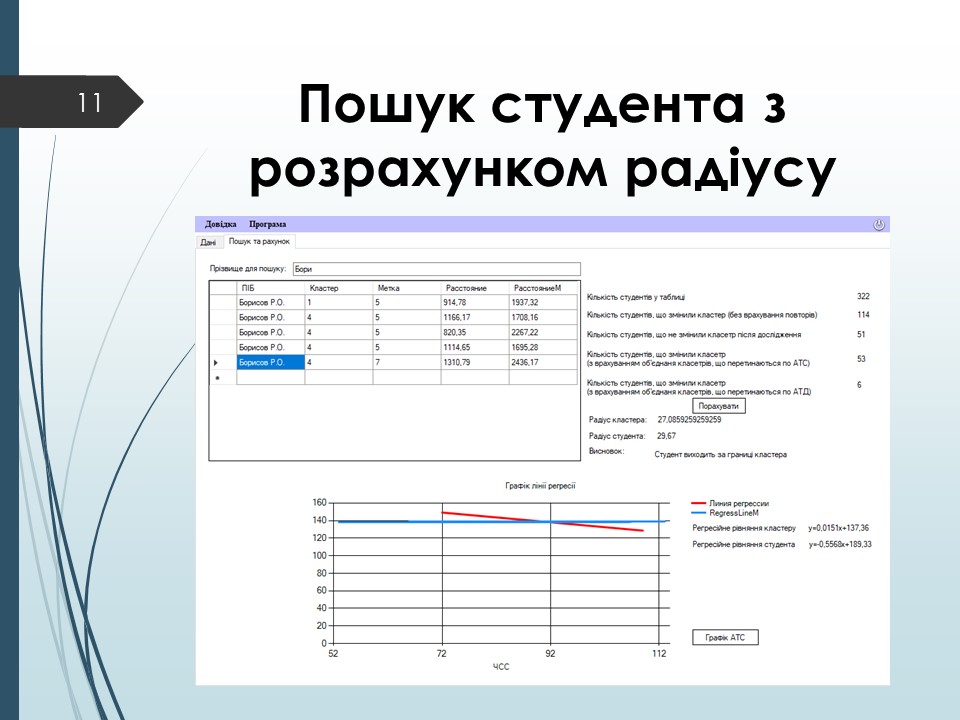 11
Пошук студента з
розрахунком радіусу
Довідка Програма
Дані Пошук та рахунок
Прізвище для пошуку: Бори
ПІБ Кластер Метка Расстояние РасстояниеМ
Борисов Р.О. 1 5 914,78 1937,32
Борисов Р.О. 4 5 1166,17 1708,16
Борисов Р.О. 4 5 820,35 2267,22
Борисов Р.О. 4 5 1114,65 1695,28
Борисов Р.О. 4 7 1310,79 2436,17
Кількість студентів у таблиці 322
Кількість студентів, що змінили кластер (без врахування повторів) 114
Кількість студентів, що не змінили класетр після дослідження 51
Кількість студентів, що змінили класетр
(з врахуванням об'єднаня класетрів, що перетинаються по АТС) 53
Кількість студентів, що змінили класетр
(з врахуванням об'єднаня класетрів, що перетинаються по АТД) 6
Порахувати
Радіус кластера: 27,0859259259259
Радіус студента: 29,67
Висновок: Студент виходить за границі кластера
Графік лінії регресії
160
140
120
100
80
60
40
20
0
52 72 92 112
ЧСС
Линия регрессии
RegressLineM
Регресійне рівняння кластеру y=0,0151x+137,36
Регресійне рівняння студента y=-0,5568x+189,33
Графік АТС